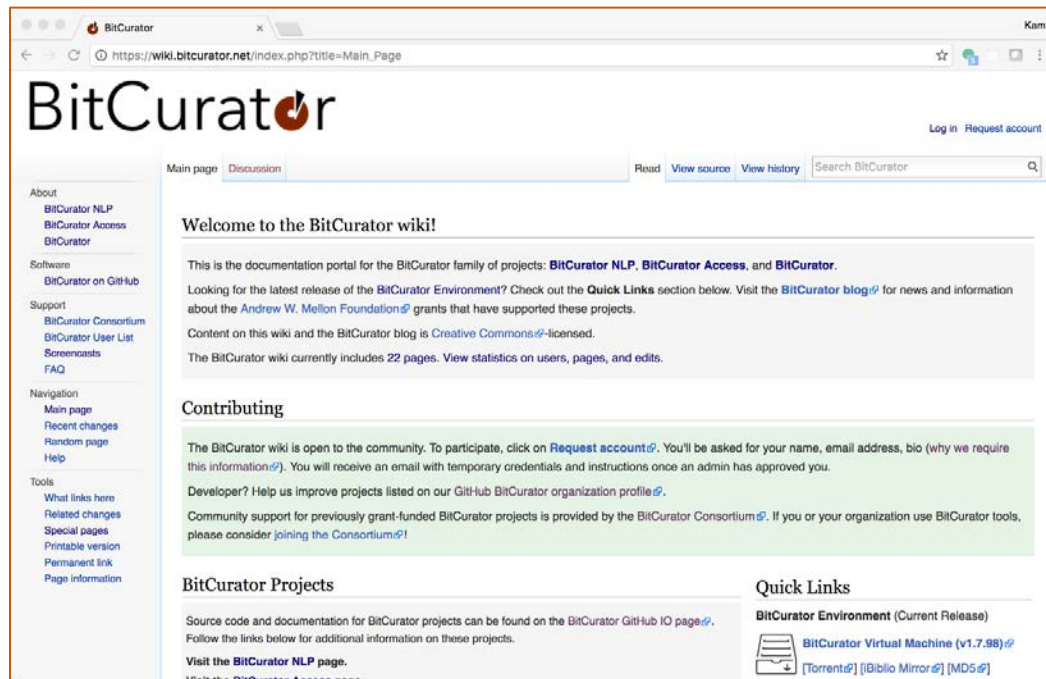 BitCurator
Kam
https://wiki.bitcurator.net/index.php?title=Main_Page
BitCurator
Log in Request account
Main page Discussion
Read View source View history Search BitCurator
About
BitCurator NLP
BitCurator Access
BitCurator
Software
BitCurator on GitHub
Support
BitCurator Consortium
BitCurator User List
Screencasts
FAQ
Navigation
Main page
Recent changes
Random page
Help
Tools
What links here
Related changes
Special pages
Printable version
Permanent link
Page information
Welcome to the BitCurator wiki!
This is the documentation portal for the BitCurator family of projects: BitCurator NLP, BitCurator Access, and BitCurator.
Looking for the latest release of the BitCurator Environment? Check out the Quick Links section below. Visit the BitCurator blog for news and information
about the Andrew W. Mellon Foundation grants that have supported these projects.
Content on this wiki and the BitCurator blog is Creative Commons-licensed.
The BitCurator wiki currently includes 22 pages. View statistics on users, pages, and edits.
Contributing
The BitCurator wiki is open to the community. To participate, click on Request account. You'll be asked for your name, email address, bio (why we require
this information). You will receive an email with temporary credentials and instructions once an admin has approved you.
Developer? Help us improve projects listed on our GitHub BitCurator organization profile.
Community support for previously grant-funded BitCurator projects is provided by the BitCurator Consortium. If you or your organization use BitCurator tools,
please consider joining the Consortium!
BitCurator Projects
Source code and documentation for BitCurator projects can be found on the BitCurator GitHub IO page.
Follow the links below for additional information on these projects.
Visit the BitCurator NLP page.
Visit the BitCurator Access page
Quick Links
BitCurator Environment (Current Release)
BitCurator Virtual Machine (v1.7.98)
[Torrent] [iBiblio Mirror] [MD5]